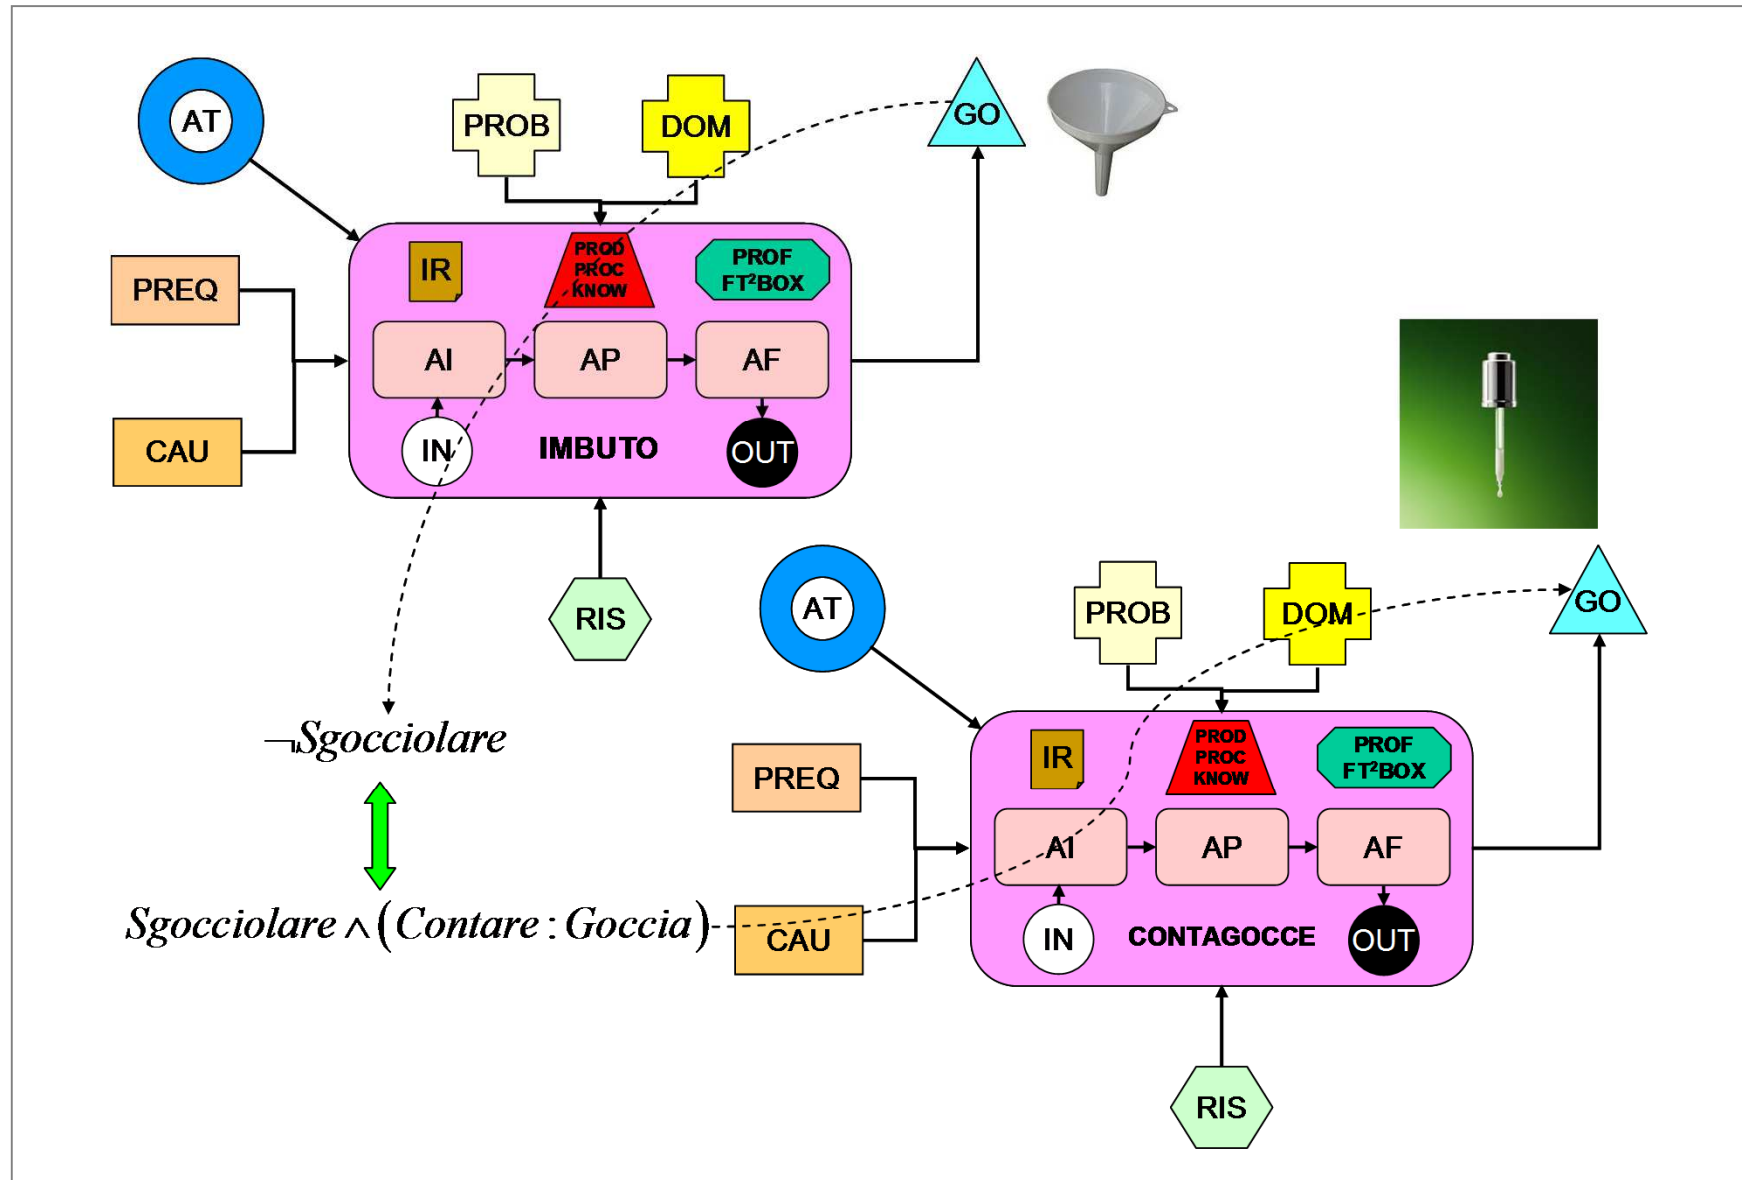 AT
PROB
DOM
GO
PREQ
CAU
IR
PROD
PROC
KNOW
PROF
FT²BOX
AI
AP
AF
IN
IMBUTO
OUT
RIS
¬Sgocciolare
Sgocciolare ∧ (Contare : Goccia)
AT
PROB
DOM
GO
PREQ
CAU
IR
PROD
PROC
KNOW
PROF
FT²BOX
AI
AP
AF
IN
CONTAGOCCE
OUT
RIS